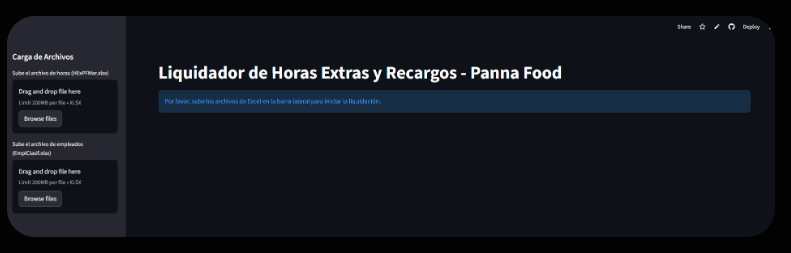 Share
Deploy
Carga de Archivos
Sube el archivo de horas (HExPFMar.xlsx)
Drag and drop file here
Limit 200MB per file • XLSX
Browse files
Sube el archivo de empleados
(EmplClasif.xlsx)
Drag and drop file here
Limit 200MB per file • XLSX
Browse files
Liquidador de Horas Extras y Recargos - Panna Food
Por favor, sube los archivos de Excel en la barra lateral para iniciar la liquidación.